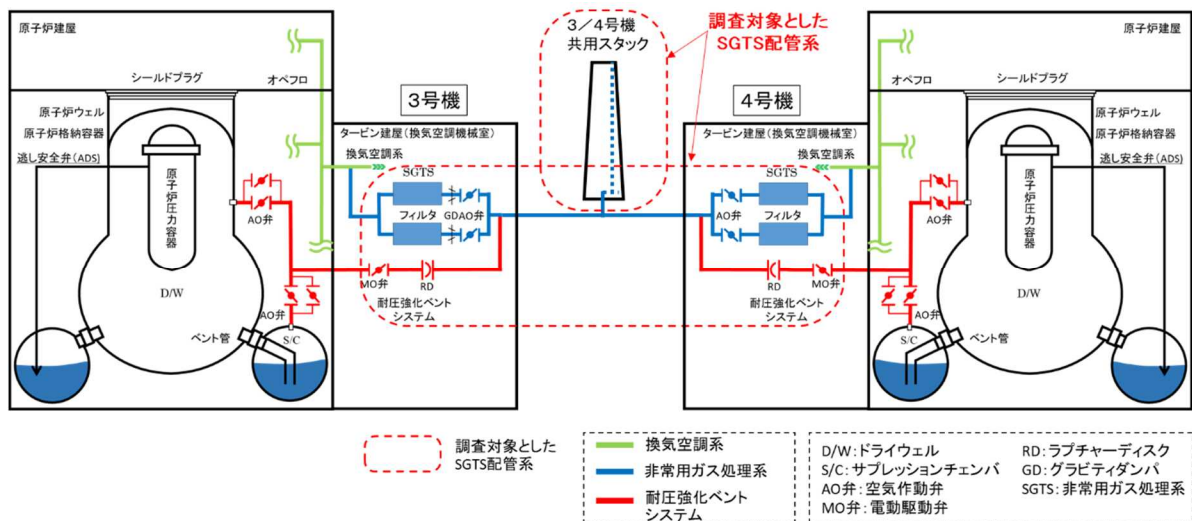 原子炉建屋
シールドプラグ
オペフロ
原子炉ウェル
原子炉格納容器
逃し安全弁(ADS)
原子炉圧力容器
AO弁
D/W
AO弁
ベント管
S/C
3号機
タービン建屋(換気空調機械室)
換気空調系
SGTS
フィルタ
GD
AO弁
MO弁
RD
耐圧強化ベント
システム
3/4号機
共用スタック
調査対象とした
SGTS配管系
4号機
タービン建屋(換気空調機械室)
換気空調系
SGTS
AO弁
フィルタ
RD
MO弁
耐圧強化ベント
システム
原子炉建屋
オペフロ
シールドプラグ
原子炉ウェル
原子炉格納容器
逃し安全弁(ADS)
原子炉圧力容器
AO弁
D/W
AO弁
S/C
ベント管
調査対象とした
SGTS配管系
換気空調系
非常用ガス処理系
耐圧強化ベント
システム
D/W:ドライウェル
S/C:サプレッションチェンバ
AO弁:空気作動弁
MO弁:電動駆動弁
RD:ラプチャーディスク
GD:グラビティダンパ
SGTS:非常用ガス処理系